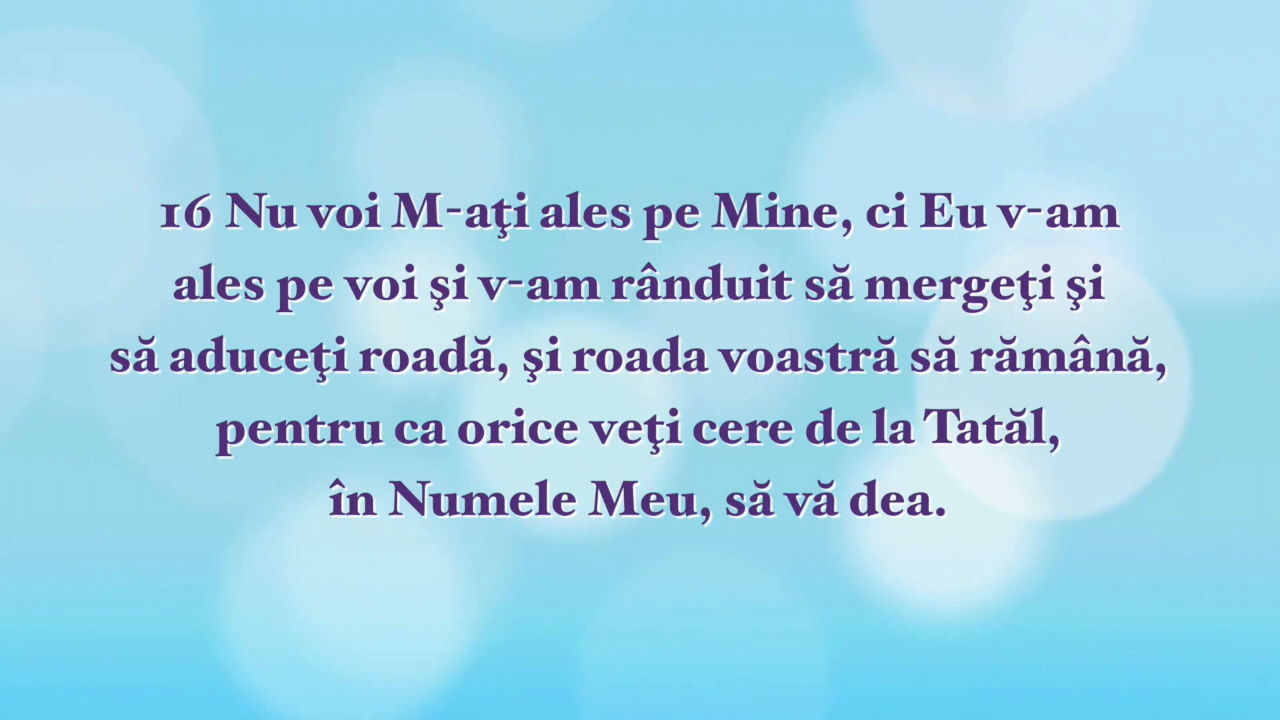 16 Nu voi M-aţi ales pe Mine, ci Eu v-am
ales pe voi şi v-am rânduit să mergeţi şi
să aduceţi roadă, şi roada voastră să rămână,
pentru ca orice veţi cere de la Tatăl,
în Numele Meu, să vă dea.